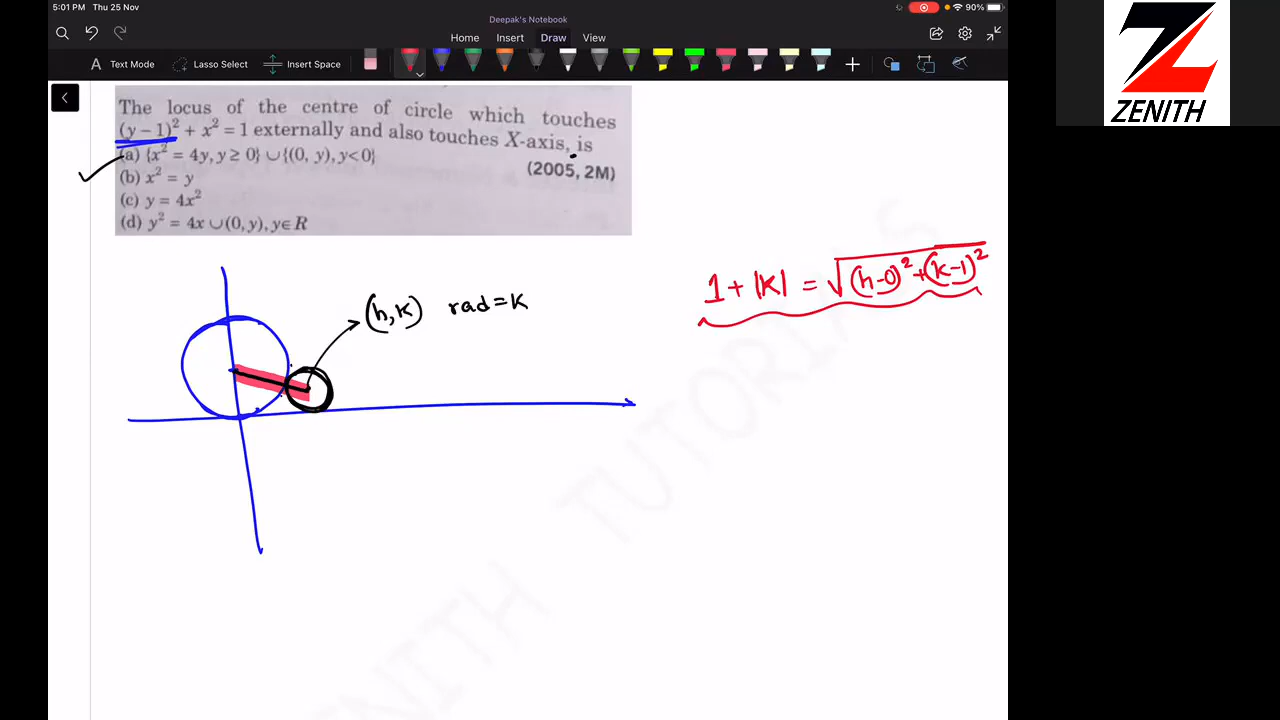 5:01 PM Thu 25 Nov
90%
Deepak's Notebook
Home Insert Draw View
Text Mode Lasso Select Insert Space
The locus of the centre of circle which touches
(y – 1)² + x² = 1 externally and also touches X-axis, is
(a) {x² = 4y, y ≥ 0} ∪ {(0, y), y < 0}
(2005, 2M)
(b) x² = y
(c) y = 4x²
(d) y² = 4x ∪ (0, y), y ∈ R
1 + |k| = √(h-0)² + (k-1)²
(h, k) rad = k
ZENITH
ZENITH TUTORIALS